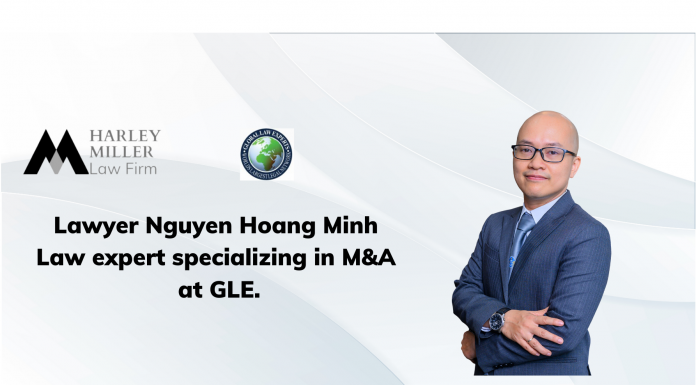 HARLEY
MILLER
Law Firm
GLOBAL LAW EXPERTS
Lawyer Nguyen Hoang Minh
Law expert specializing in M&A
at GLE.